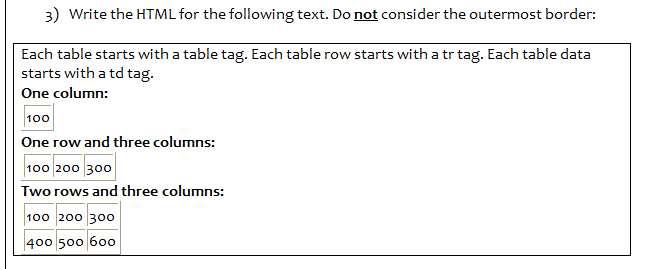 3) Write the HTML for the following text. Do not consider the outermost border:
Each table starts with a table tag. Each table row starts with a tr tag. Each table data
starts with a td tag.
One column:
100
One row and three columns:
100 200 300
Two rows and three columns:
100 200 300
400 500 600